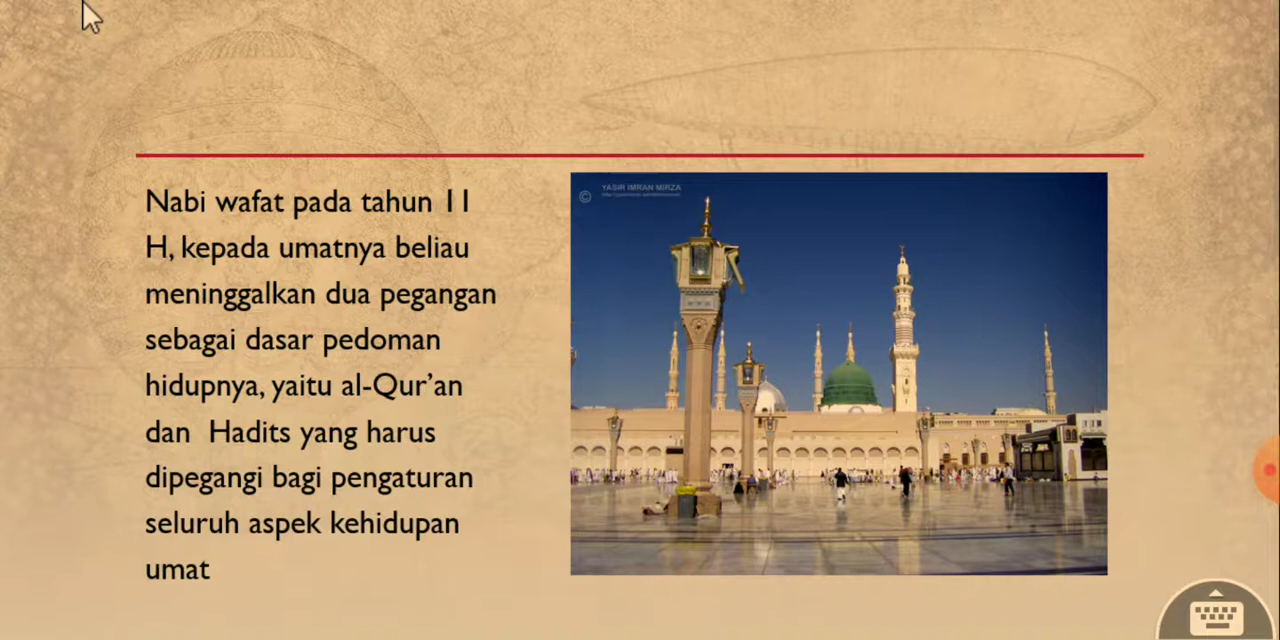 Nabi wafat pada tahun 11
H, kepada umatnya beliau
meninggalkan dua pegangan
sebagai dasar pedoman
hidupnya, yaitu al-Qur’an
dan  Hadits yang harus
dipegangi bagi pengaturan
seluruh aspek kehidupan
umat
© YASIR IMRAN MIRZA